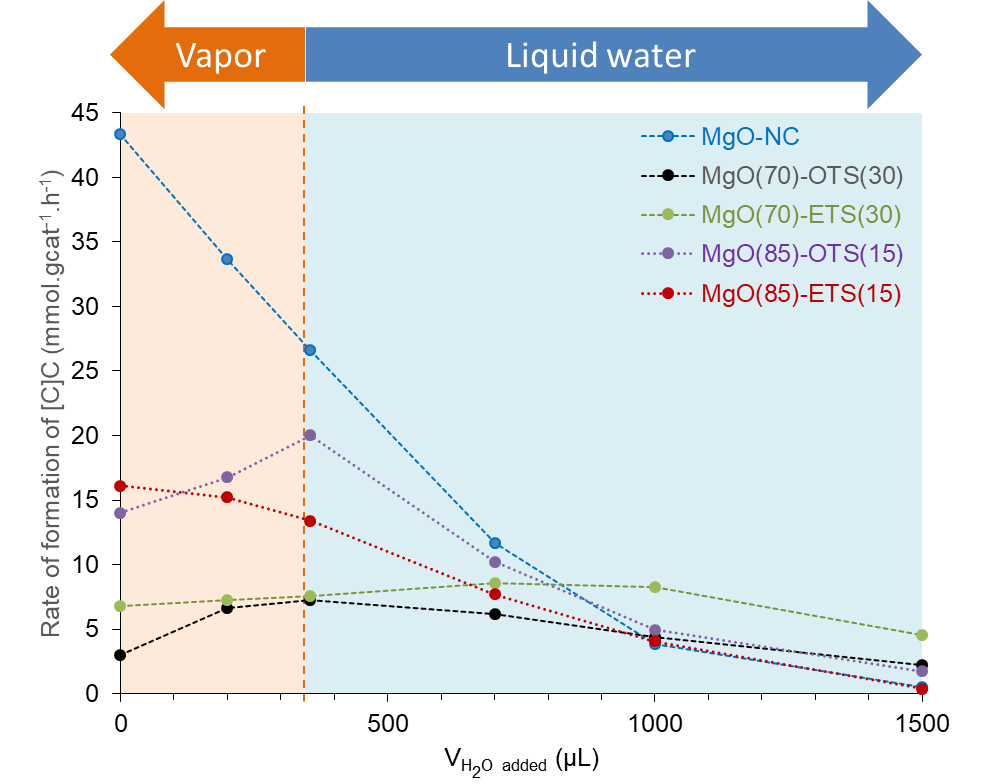 Vapor
Liquid water
MgO-NC
MgO(70)-OTS(30)
MgO(70)-ETS(30)
MgO(85)-OTS(15)
MgO(85)-ETS(15)
Rate of formation of [C]C (mmol.gcat⁻¹.h⁻¹)
45
40
35
30
25
20
15
10
5
0
0
500
1000
1500
V_H₂O added (µL)